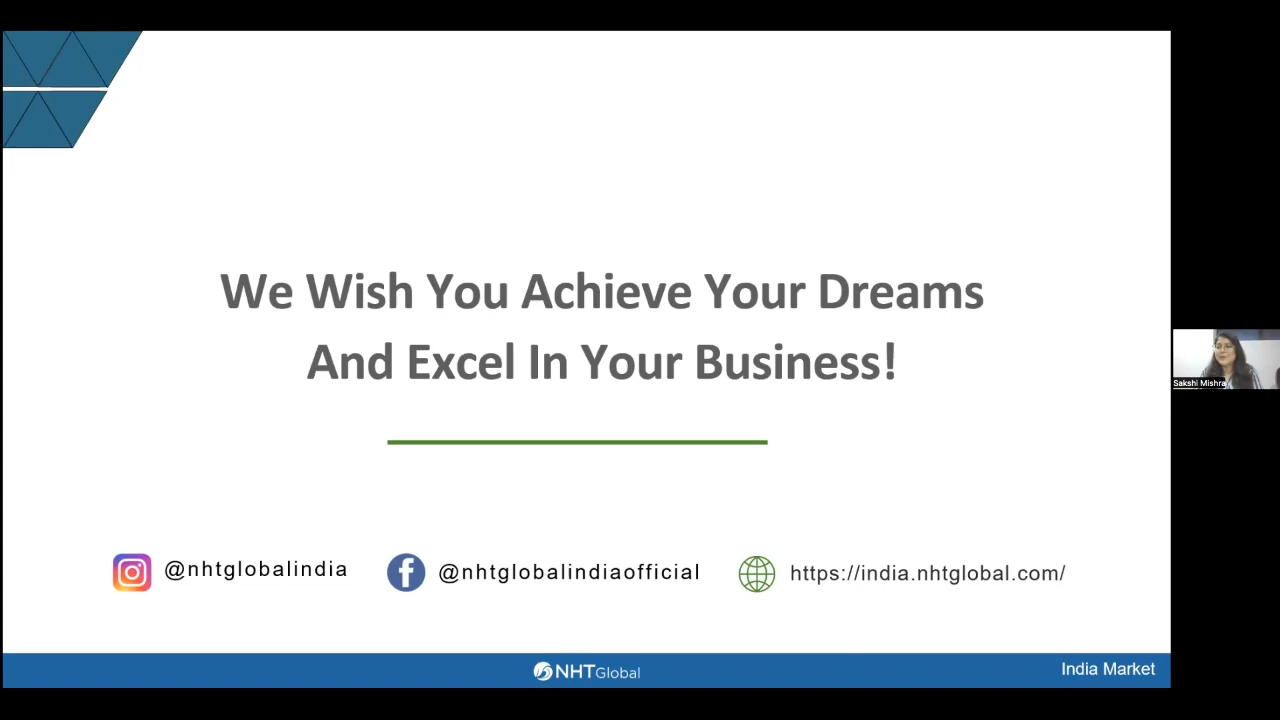 We Wish You Achieve Your Dreams
And Excel In Your Business!
@nhtglobalindia
@nhtglobalindiaofficial
https://india.nhtglobal.com/
NHTGlobal
India Market
Sakshi Mishra